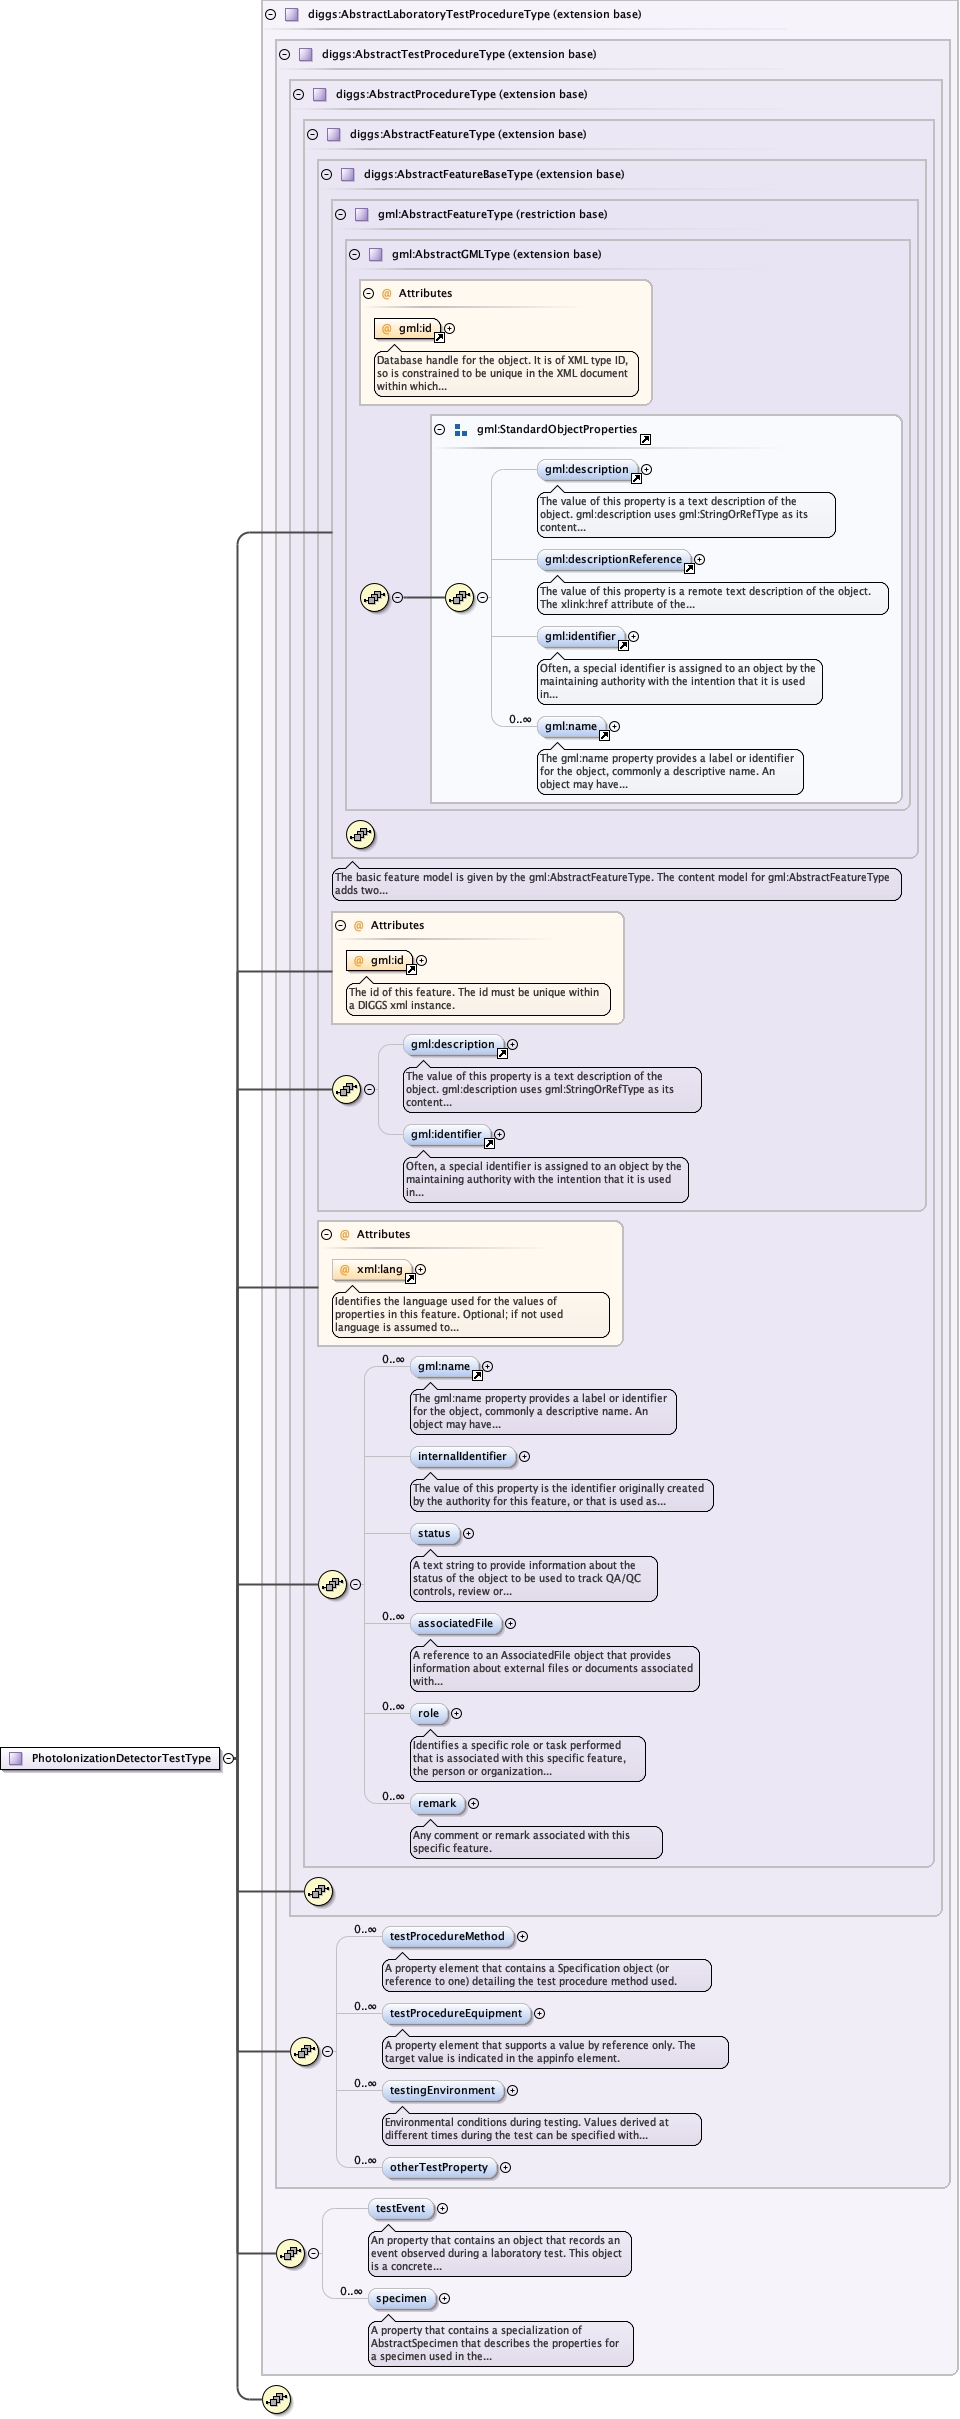 diggs:AbstractLaboratoryTestProcedureType (extension base)
diggs:AbstractTestProcedureType (extension base)
diggs:AbstractProcedureType (extension base)
diggs:AbstractFeatureType (extension base)
diggs:AbstractFeatureBaseType (extension base)
gml:AbstractFeatureType (restriction base)
gml:AbstractGMLType (extension base)
@ Attributes
@ gml:id
Database handle for the object. It is of XML type ID,
so is constrained to be unique in the XML document
within which...
gml:StandardObjectProperties
gml:description
The value of this property is a text description of the
object. gml:description uses gml:StringOrRefType as its
content...
gml:descriptionReference
The value of this property is a remote text description of the object.
The xlink:href attribute of the...
gml:identifier
Often, a special identifier is assigned to an object by the
maintaining authority with the intention that it is used
in...
0..∞
gml:name
The gml:name property provides a label or identifier
for the object, commonly a descriptive name. An
object may have...
The basic feature model is given by the gml:AbstractFeatureType. The content model for gml:AbstractFeatureType
adds two...
@ Attributes
@ gml:id
The id of this feature. The id must be unique within
a DIGGS xml instance.
gml:description
The value of this property is a text description of the
object. gml:description uses gml:StringOrRefType as its
content...
gml:identifier
Often, a special identifier is assigned to an object by the
maintaining authority with the intention that it is used
in...
@ Attributes
@ xml:lang
Identifies the language used for the values of
properties in this feature. Optional; if not used
language is assumed to...
0..∞
gml:name
The gml:name property provides a label or identifier
for the object, commonly a descriptive name. An
object may have...
internalIdentifier
The value of this property is the identifier originally created
by the authority for this feature, or that is used as...
status
A text string to provide information about the
status of the object to be used to track QA/QC
controls, review or...
0..∞
associatedFile
A reference to an AssociatedFile object that provides
information about external files or documents associated
with...
0..∞
role
Identifies a specific role or task performed
that is associated with this specific feature,
the person or organization...
PhotoIonizationDetectorTestType
0..∞
remark
Any comment or remark associated with this
specific feature.
0..∞
testProcedureMethod
A property element that contains a Specification object (or
reference to one) detailing the test procedure method used.
0..∞
testProcedureEquipment
A property element that supports a value by reference only. The
target value is indicated in the appinfo element.
0..∞
testingEnvironment
Environmental conditions during testing. Values derived at
different times during the test can be specified with...
0..∞
otherTestProperty
testEvent
An property that contains an object that records an
event observed during a laboratory test. This object
is a concrete...
0..∞
specimen
A property that contains a specialization of
AbstractSpecimen that describes the properties for
a specimen used in the...